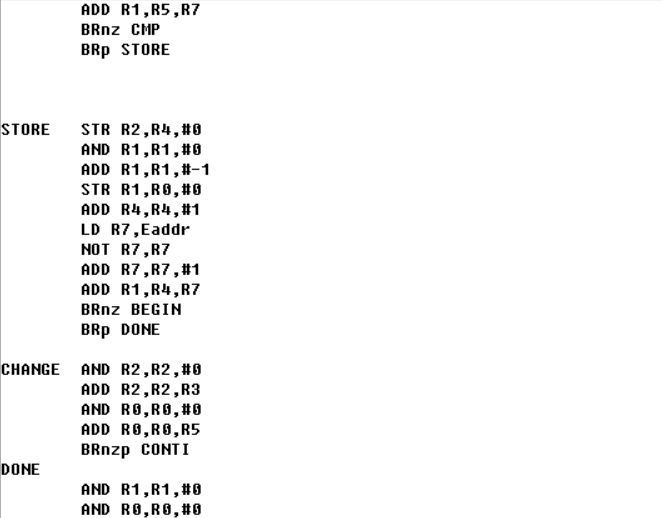 ADD R1,R5,R7
BRnz CMP
BRp STORE
STORE STR R2,R4,#0
AND R1,R1,#0
ADD R1,R1,#-1
STR R1,R0,#0
ADD R4,R4,#1
LD R7,Eaddr
NOT R7,R7
ADD R7,R7,#1
ADD R1,R4,R7
BRnz BEGIN
BRp DONE
CHANGE AND R2,R2,#0
ADD R2,R2,R3
AND R0,R0,#0
ADD R0,R0,R5
BRnzp CONTI
DONE
AND R1,R1,#0
AND R0,R0,#0